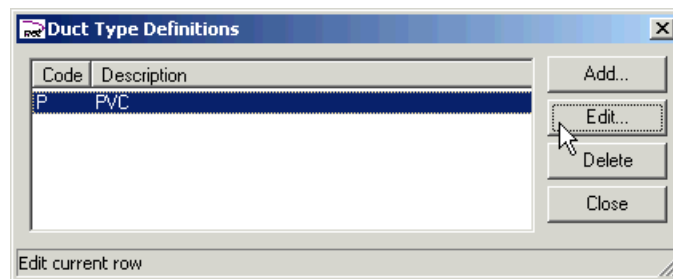 Duct Type Definitions
Code Description
P PVC
Add...
Edit...
Delete
Close
Edit current row